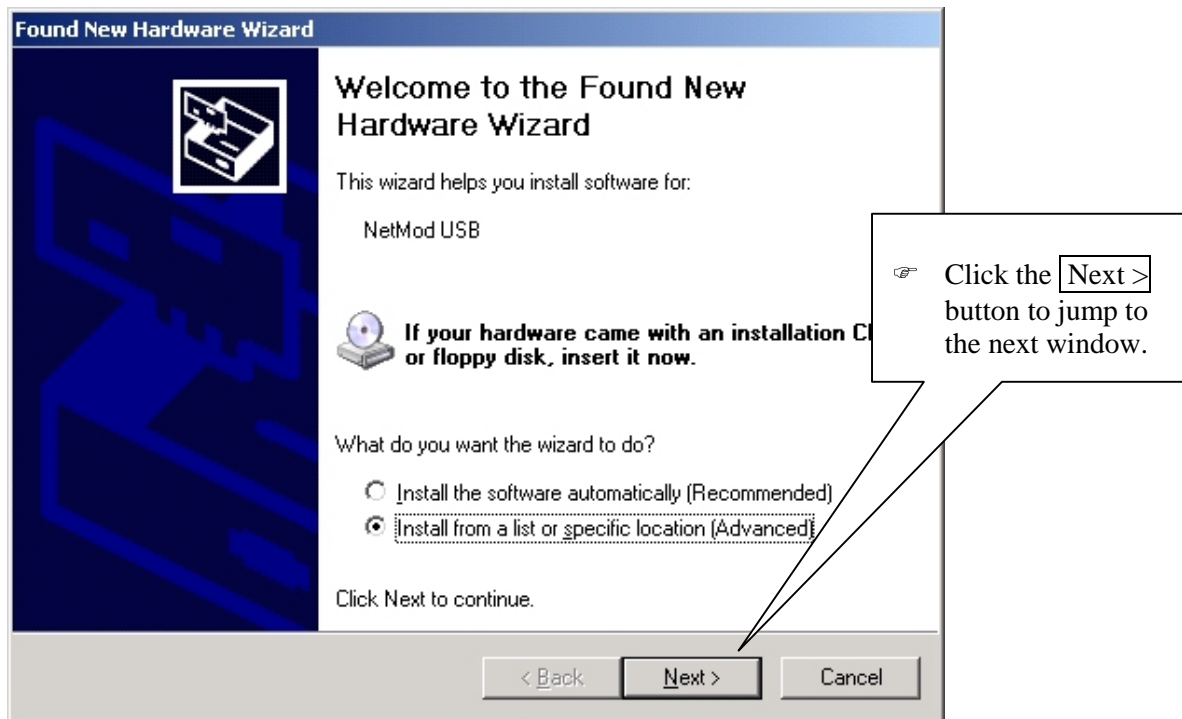 Found New Hardware Wizard
Welcome to the Found New
Hardware Wizard
This wizard helps you install software for:
NetMod USB
If your hardware came with an installation
or floppy disk, insert it now.
What do you want the wizard to do?
Install the software automatically (Recommended)
Install from a list or specific location (Advanced)
Click Next to continue.
< Back
Next >
Cancel
☞ Click the Next >
button to jump to
the next window.